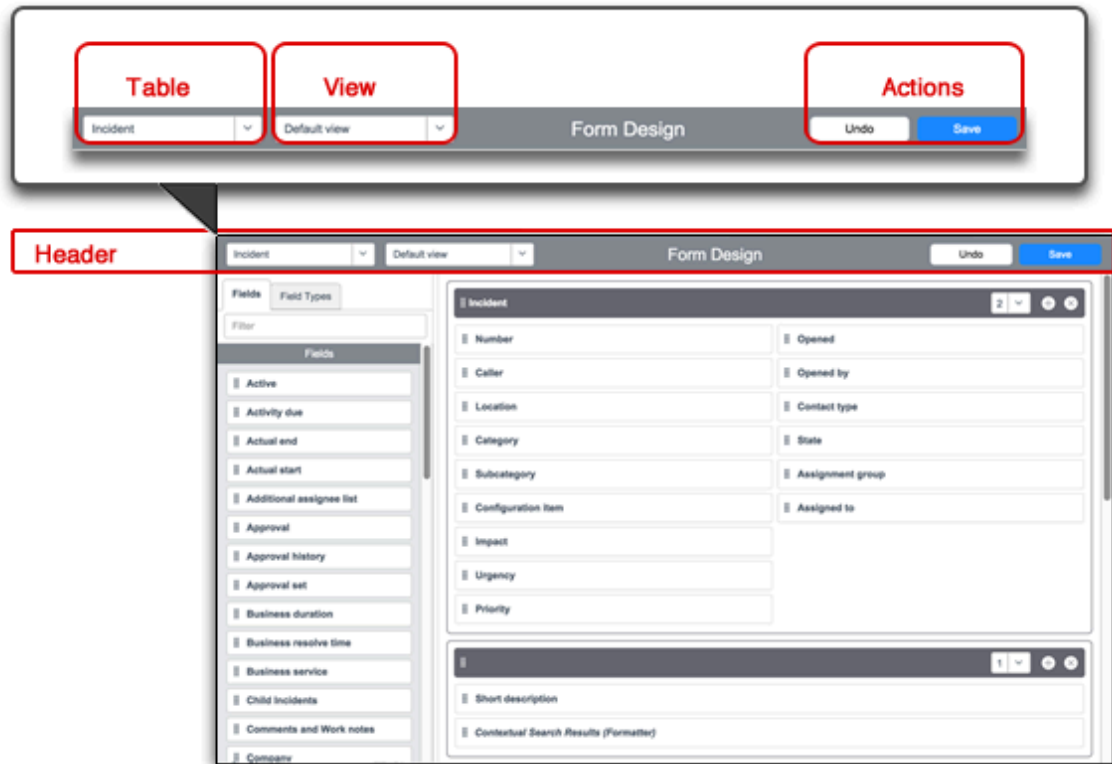 Table View Actions
Incident Default view Form Design Undo Save
Header
Incident Default view Form Design Undo Save
Fields Field Types
Filter
Fields
Active
Activity due
Actual end
Actual start
Additional assignee list
Approval
Approval history
Approval set
Business duration
Business resolve time
Business service
Child Incidents
Comments and Work notes
Company
Incident 2
Number Opened
Caller Opened by
Location Contact type
Category State
Subcategory Assignment group
Configuration item Assigned to
Impact
Urgency
Priority
1
Short description
Contextual Search Results (Formatter)